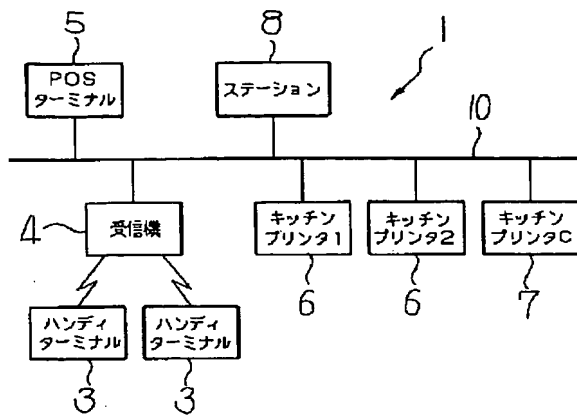 5
8
1
POS
ターミナル
ステーション
10
4
受信機
キッチン
プリンタ1
キッチン
プリンタ2
キッチン
プリンタC
6
6
7
ハンディ
ターミナル
ハンディ
ターミナル
3
3